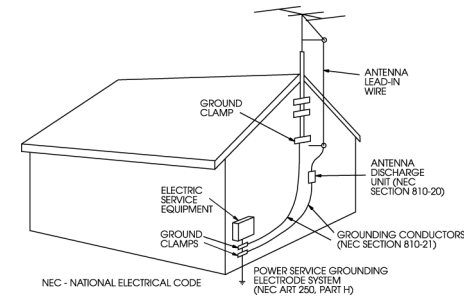 ANTENNA
LEAD-IN
WIRE
GROUND
CLAMP
ANTENNA
DISCHARGE
UNIT (NEC
SECTION 810-20)
ELECTRIC
SERVICE
EQUIPMENT
GROUND
CLAMPS
GROUNDING CONDUCTORS
(NEC SECTION 810-21)
POWER SERVICE GROUNDING
ELECTRODE SYSTEM
(NEC ART 250, PART H)
NEC - NATIONAL ELECTRICAL CODE